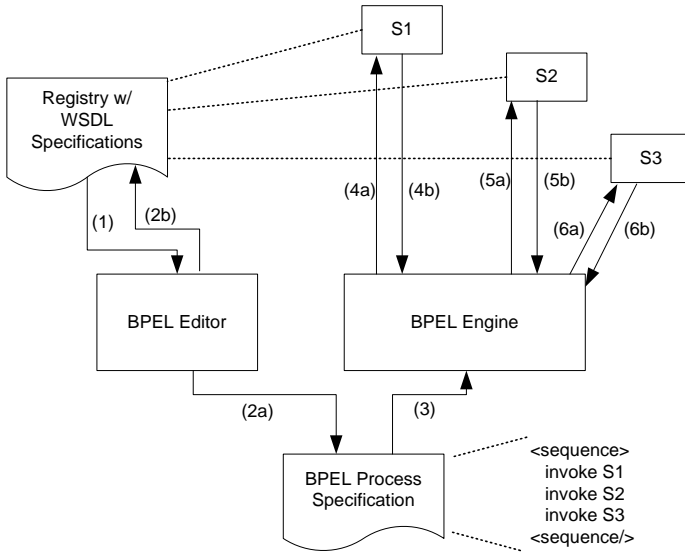 S1
S2
Registry w/
WSDL
Specifications
S3
(4a)
(4b)
(5a)
(5b)
(1)
(2b)
(6a)
(6b)
BPEL Editor
BPEL Engine
(2a)
(3)
<sequence>
invoke S1
invoke S2
invoke S3
<sequence/>
BPEL Process
Specification